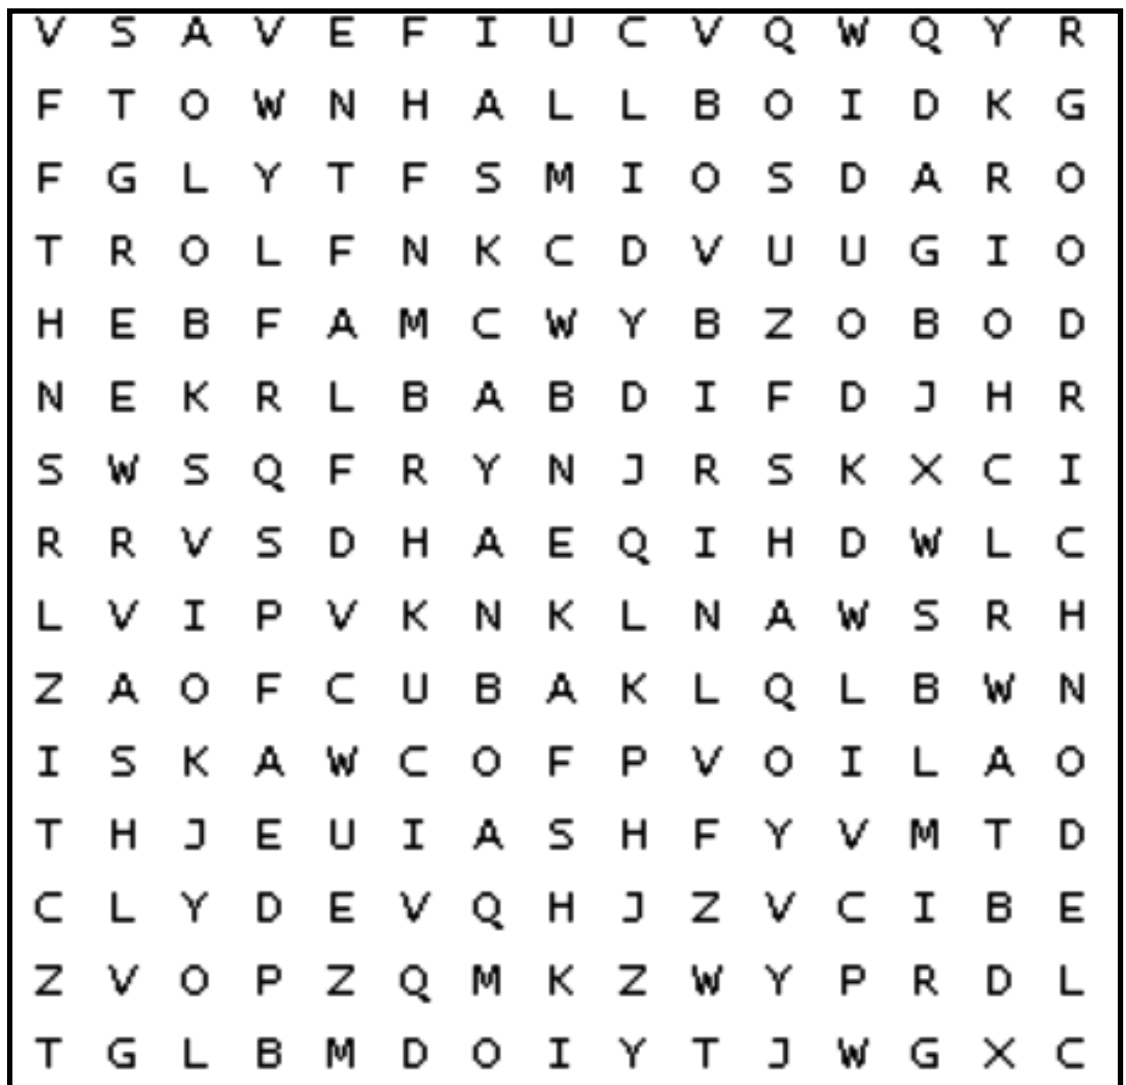 V S A V E F I U C V Q W Q Y R
F T O W N H A L L B O I D K G
F G L Y T F S M I O S D A R O
T R O L F N K C D V U U G I O
H E B F A M C W Y B Z O B O D
N E K R L B A B D I F D J H R
S W S Q F R Y N J R S K X C I
R R V S D H A E Q I H D W L C
L V I P V K N K L N A W S R H
Z A O F C U B A K L Q L B W N
I S K A W C O F P V O I L A O
T H J E U I A S H F Y V M T D
C L Y D E V Q H J Z V C I B E
Z V O P Z Q M K Z W Y P R D L
T G L B M D O I Y T J W G X C